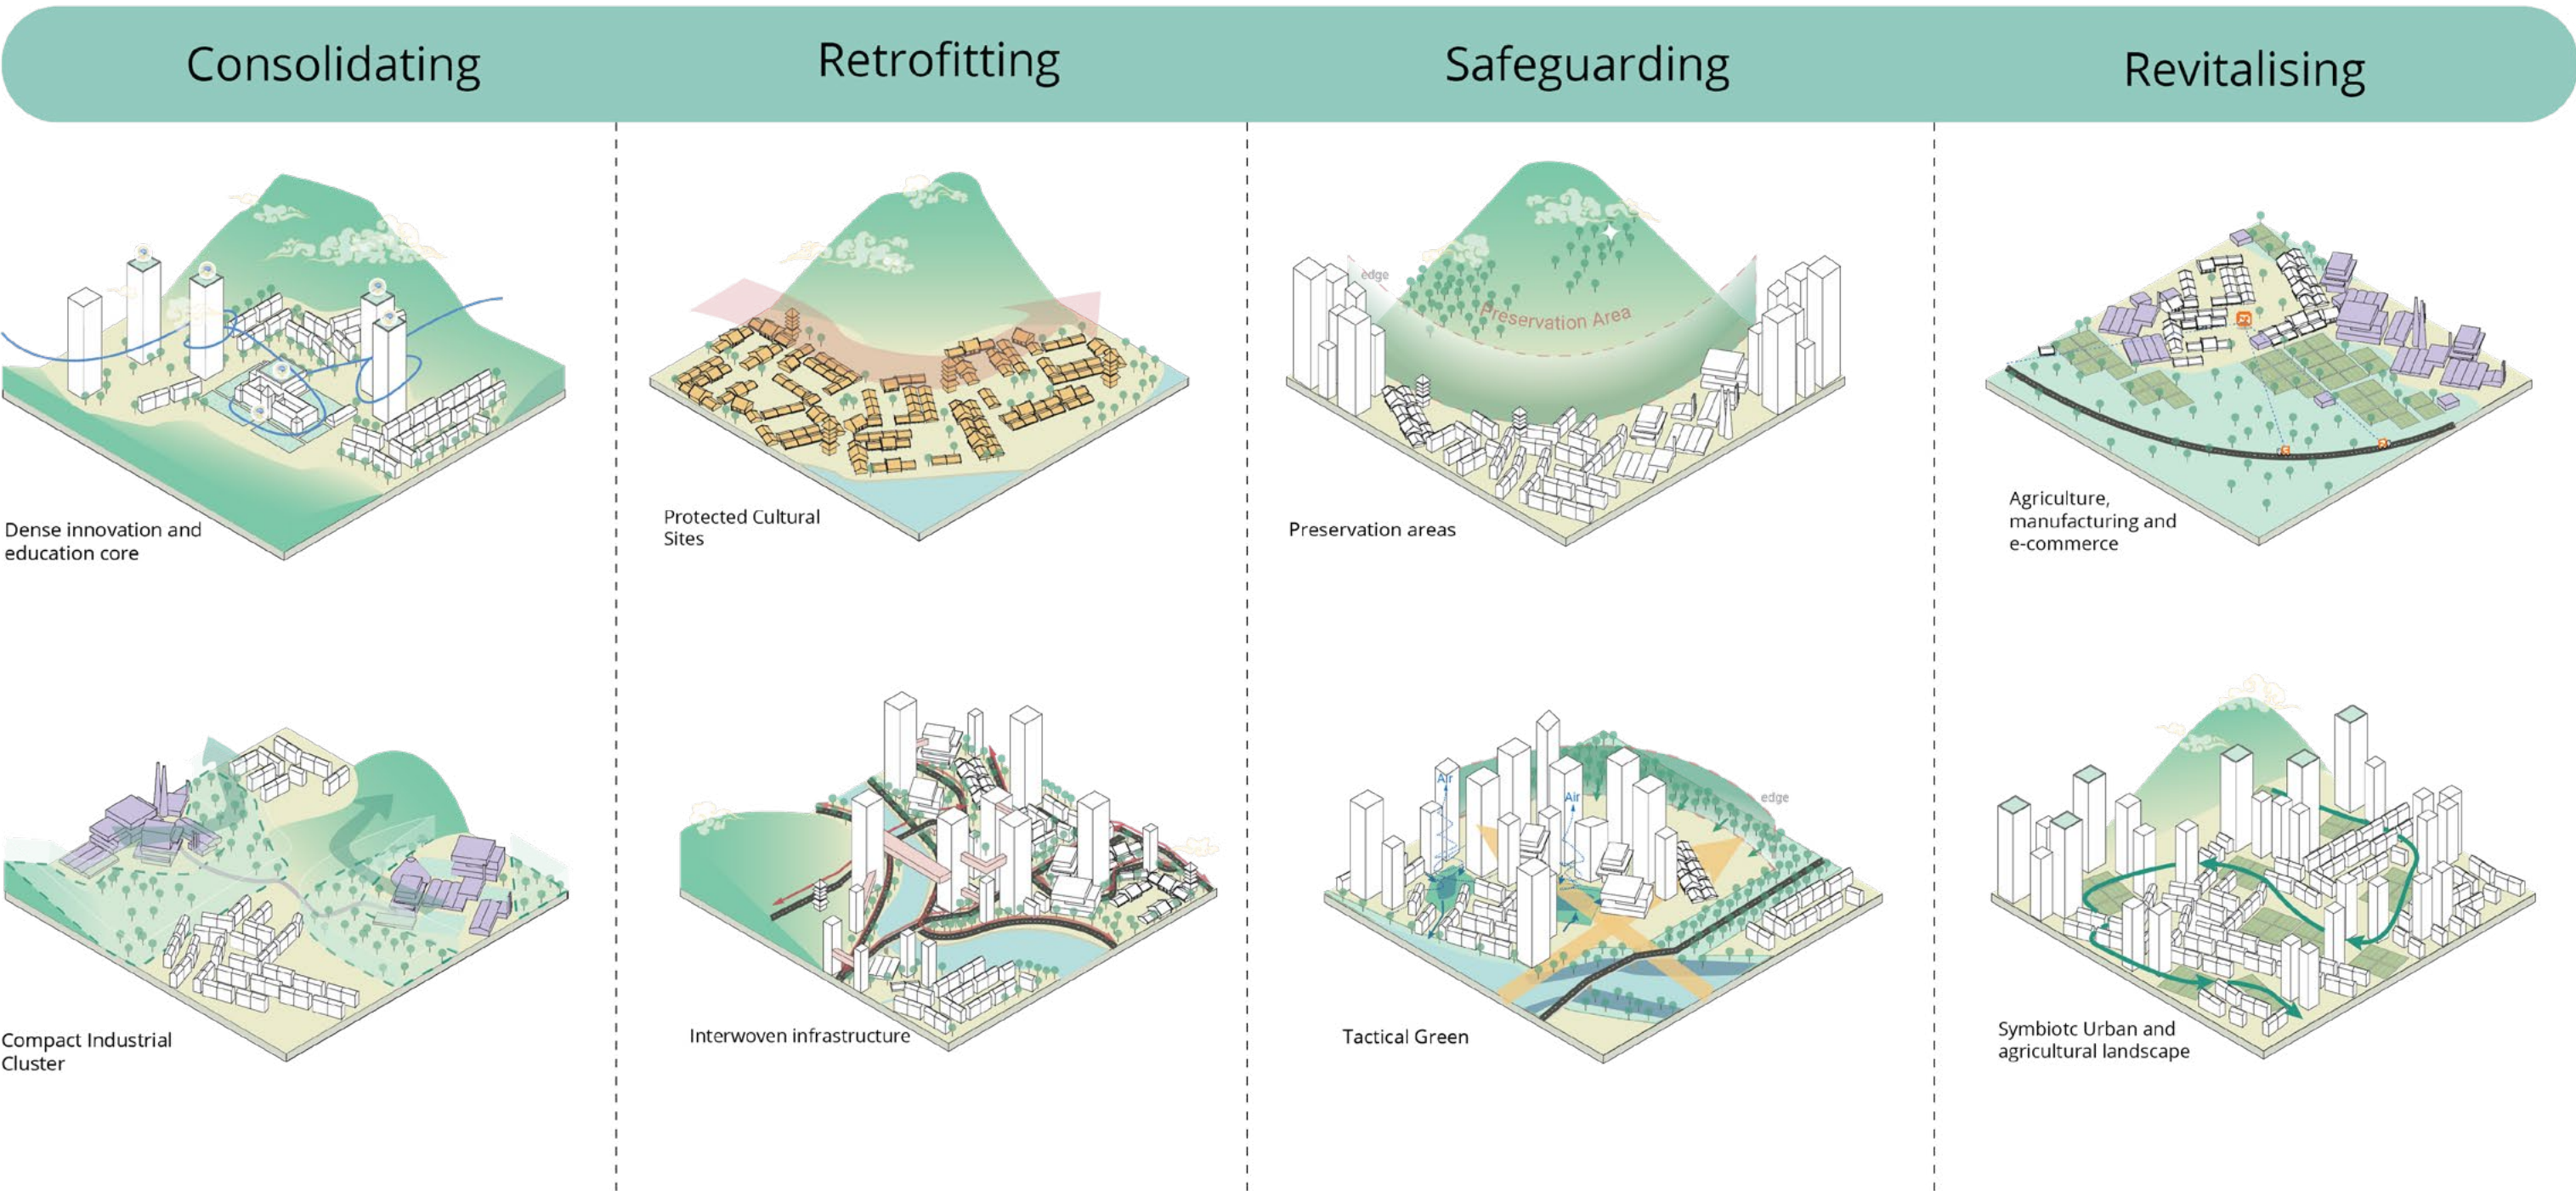 Consolidating
Retrofitting
Safeguarding
Revitalising
Dense innovation and
education core
Protected Cultural
Sites
edge
Preservation Area
Preservation areas
Agriculture,
manufacturing and
e-commerce
Compact Industrial
Cluster
Interwoven infrastructure
Air
Air
edge
Tactical Green
Symbiotc Urban and
agricultural landscape